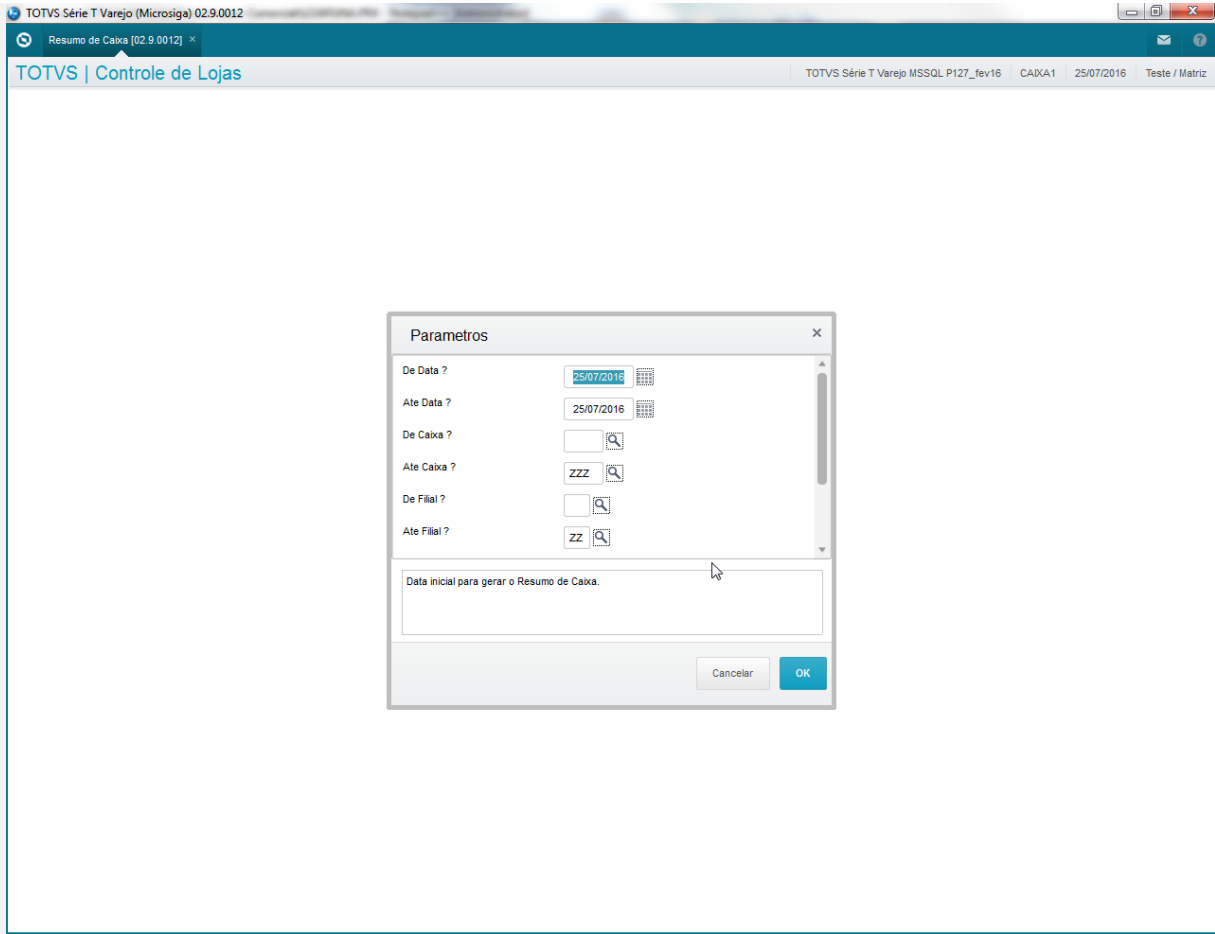 TOTVS Série T Varejo (Microsiga) 02.9.0012
Resumo de Caixa [02.9.0012] ×
TOTVS | Controle de Lojas
TOTVS Série T Varejo MSSQL P127_fev16 CAIXA1 25/07/2016 Teste / Matriz
Parametros
De Data ? 25/07/2016
Ate Data ? 25/07/2016
De Caixa ?
Ate Caixa ? ZZZ
De Filial ?
Ate Filial ? ZZ
Data inicial para gerar o Resumo de Caixa.
Cancelar OK